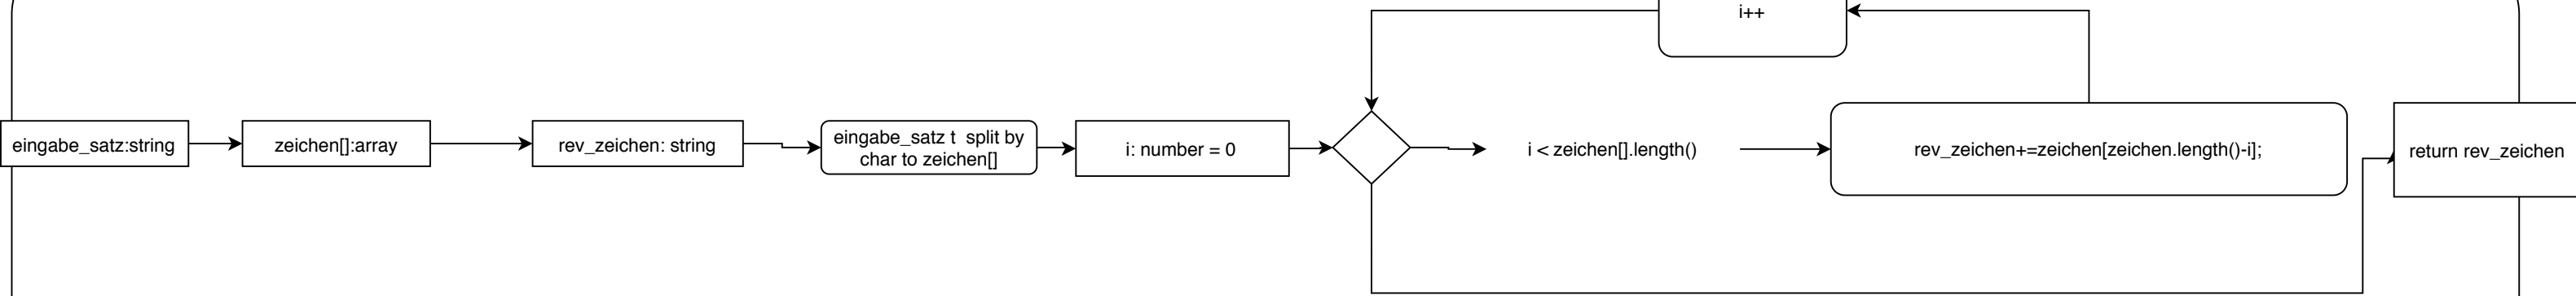 i++
eingabe_satz:string
zeichen[]:array
rev_zeichen: string
eingabe_satz t  split by
char to zeichen[]
i: number = 0
i < zeichen[].length()
rev_zeichen+=zeichen[zeichen.length()-i];
return rev_zeichen